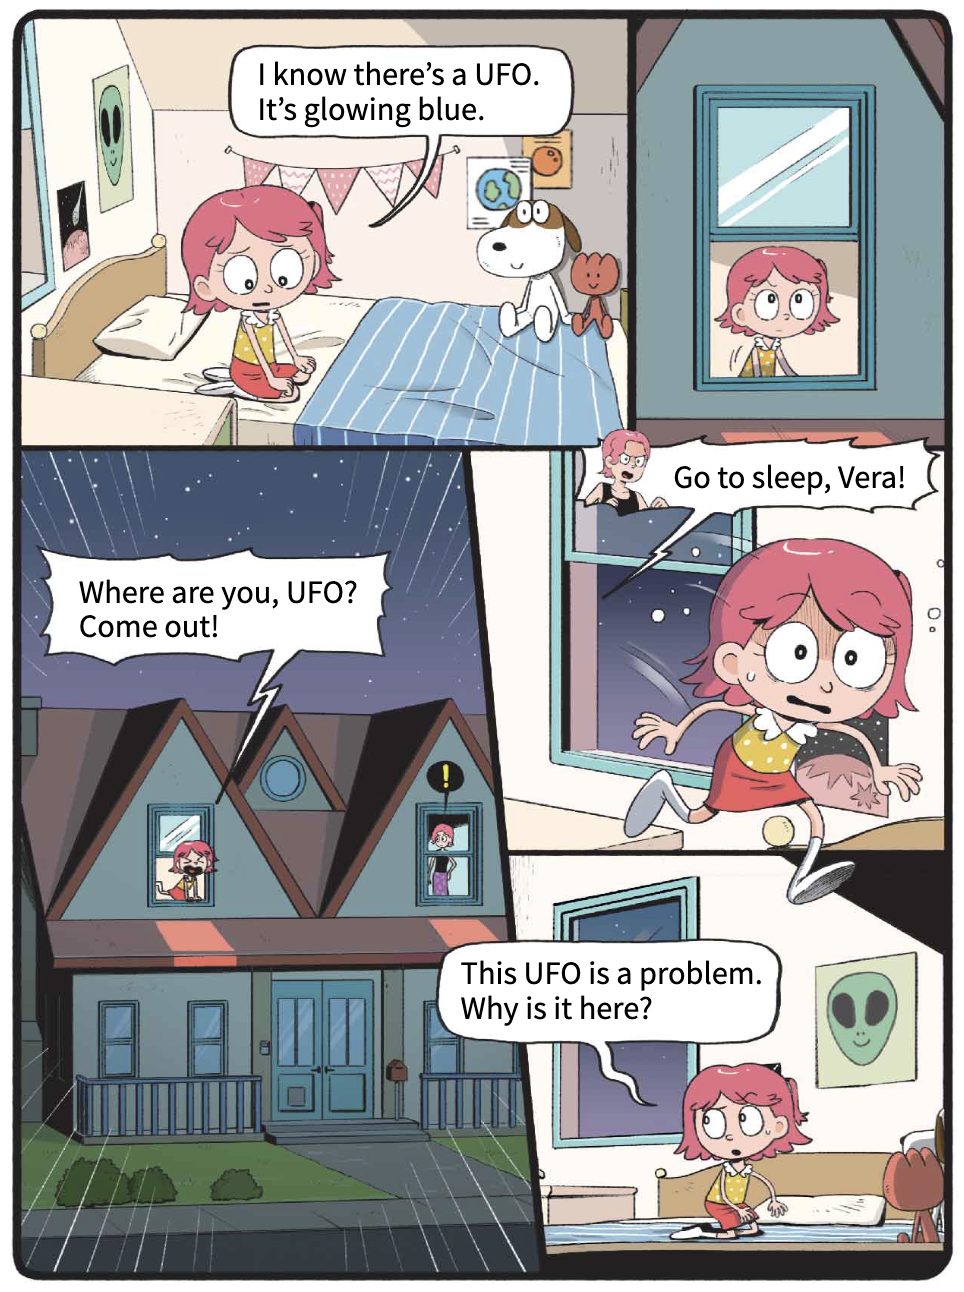 I know there’s a UFO.
It’s glowing blue.
Go to sleep, Vera!
Where are you, UFO?
Come out!
!
This UFO is a problem.
Why is it here?